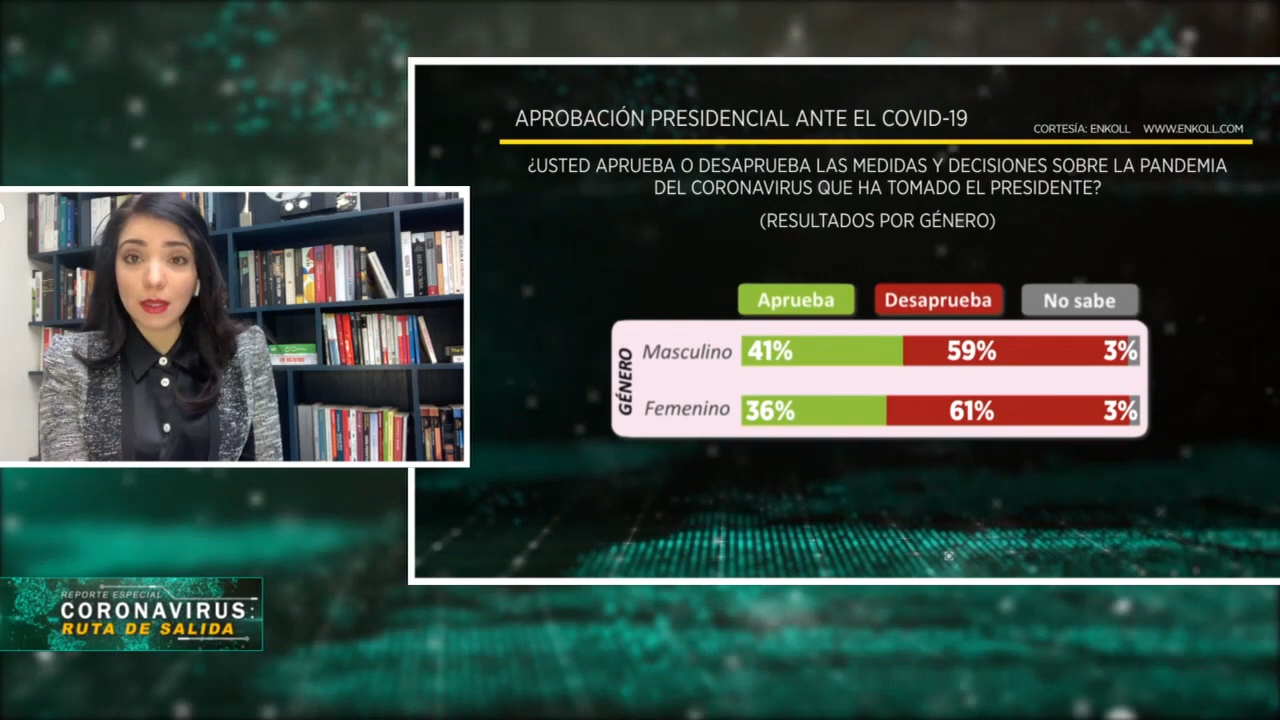 APROBACIÓN PRESIDENCIAL ANTE EL COVID-19
CORTESÍA: ENKOLL WWW.ENKOLL.COM
¿USTED APRUEBA O DESAPRUEBA LAS MEDIDAS Y DECISIONES SOBRE LA PANDEMIA
DEL CORONAVIRUS QUE HA TOMADO EL PRESIDENTE?
(RESULTADOS POR GÉNERO)
Aprueba Desaprueba No sabe
GÉNERO
Masculino 41% 59% 3%
Femenino 36% 61% 3%
REPORTE ESPECIAL
CORONAVIRUS:
RUTA DE SALIDA